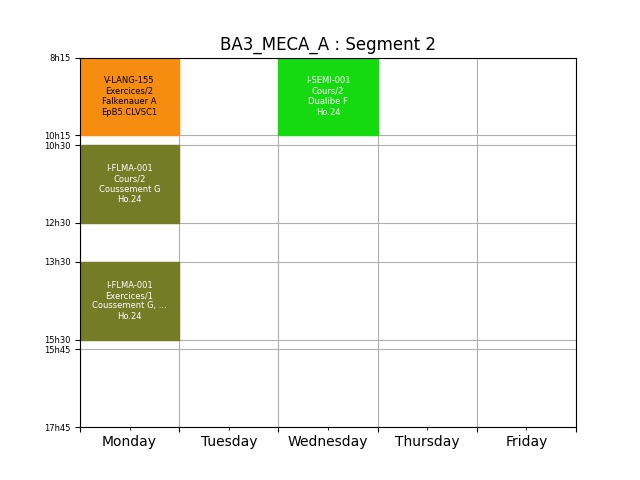 BA3_MECA_A : Segment 2
8h15
V-LANG-155
Exercices/2
Falkenauer A
EpB5.CLVSC1
I-SEMI-001
Cours/2
Dualibe F
Ho.24
10h15
10h30
I-FLMA-001
Cours/2
Coussement G
Ho.24
12h30
13h30
I-FLMA-001
Exercices/1
Coussement G, ...
Ho.24
15h30
15h45
17h45
Monday
Tuesday
Wednesday
Thursday
Friday